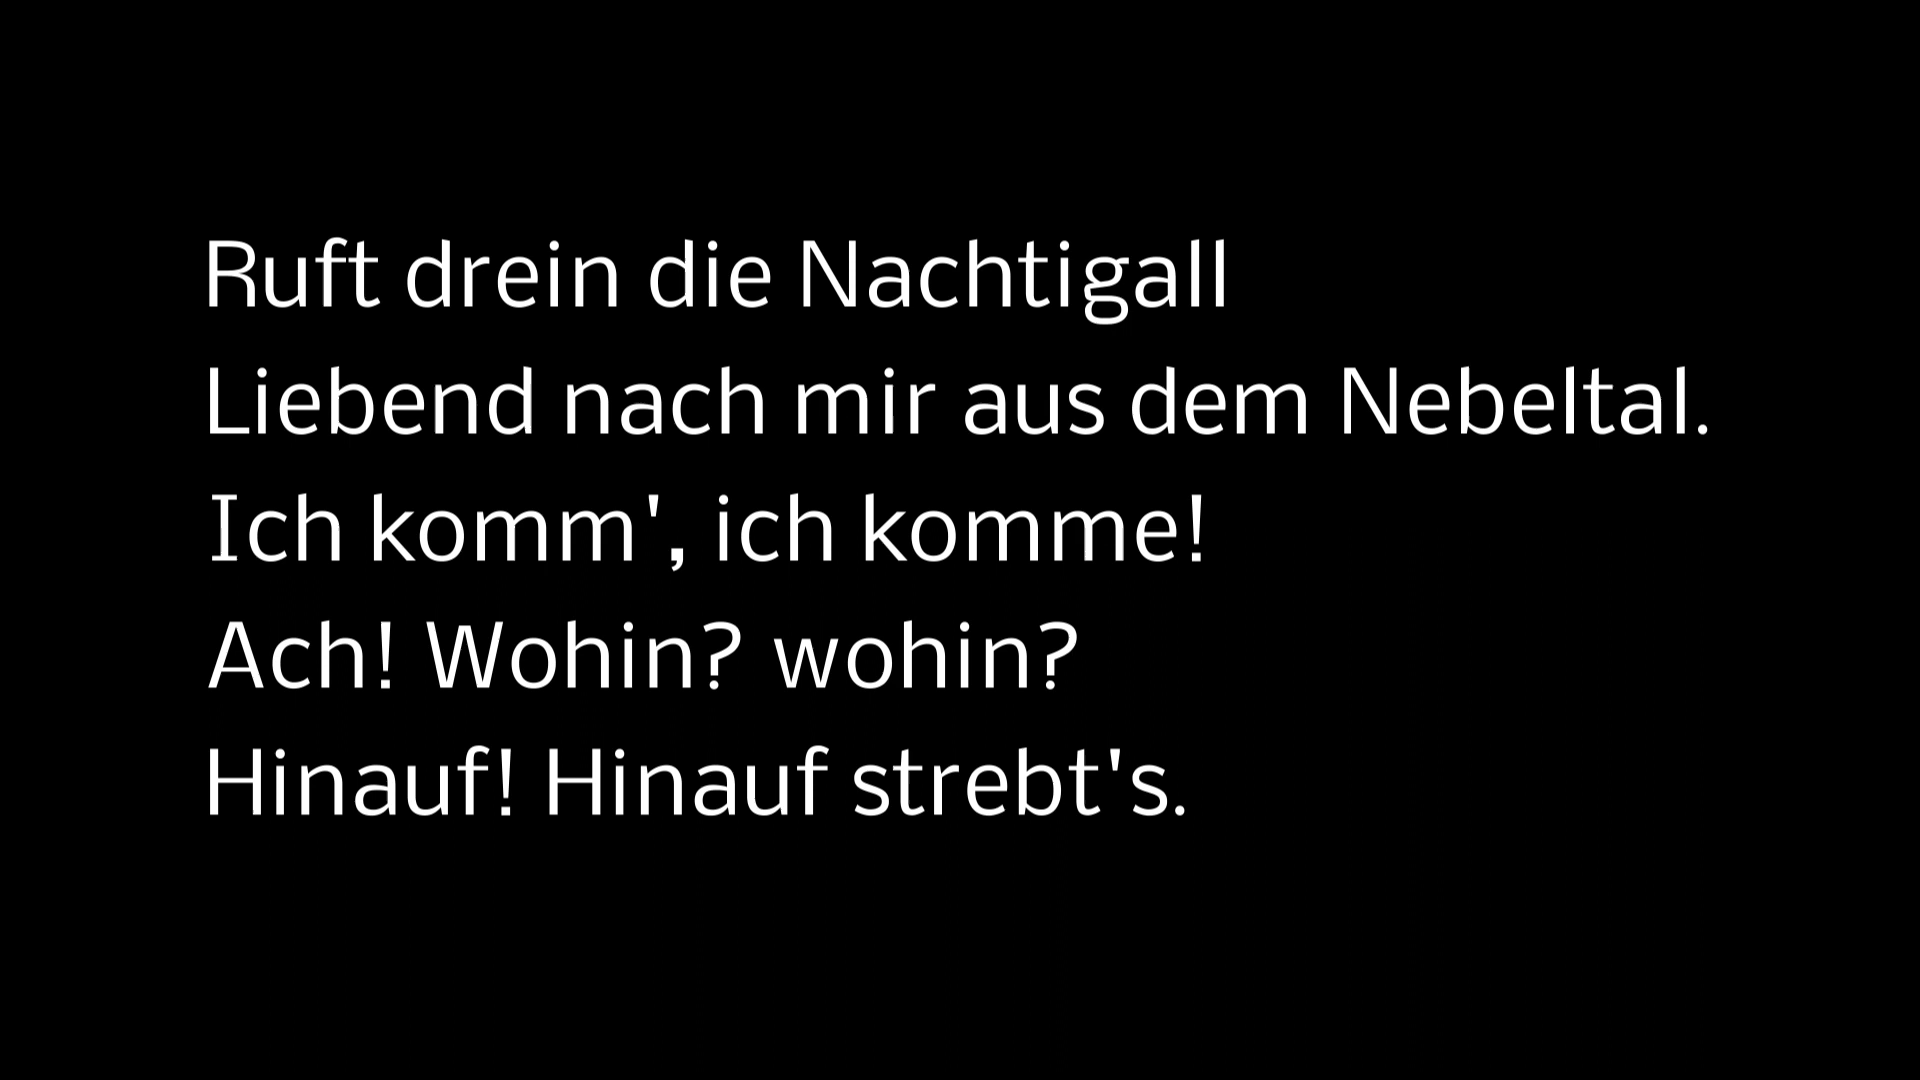 Ruft drein die Nachtigall
Liebend nach mir aus dem Nebeltal.
Ich komm', ich komme!
Ach! Wohin? wohin?
Hinauf! Hinauf strebt's.